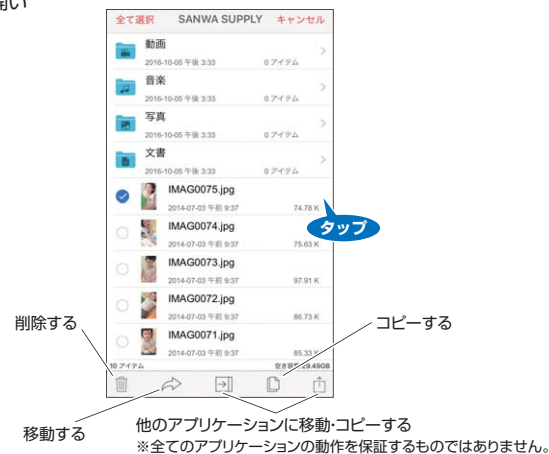 全て選択 SANWA SUPPLY キャンセル
動画
2016-10-05 午後 3:33 0 アイテム
音楽
2016-10-05 午後 3:33 0 アイテム
写真
2016-10-05 午後 3:33 0 アイテム
文書
2016-10-05 午後 3:33 0 アイテム
IMAG0075.jpg
2014-07-03 午前 9:37 74.78 K
タップ
IMAG0074.jpg
2014-07-03 午前 9:37 75.63 K
IMAG0073.jpg
2014-07-03 午前 9:37 97.91 K
IMAG0072.jpg
2014-07-03 午前 9:37 86.73 K
IMAG0071.jpg
2014-07-03 午前 9:37 85.33 K
10 アイテム 空き容量:29.49GB
削除する
コピーする
移動する
他のアプリケーションに移動・コピーする
※全てのアプリケーションの動作を保証するものではありません。